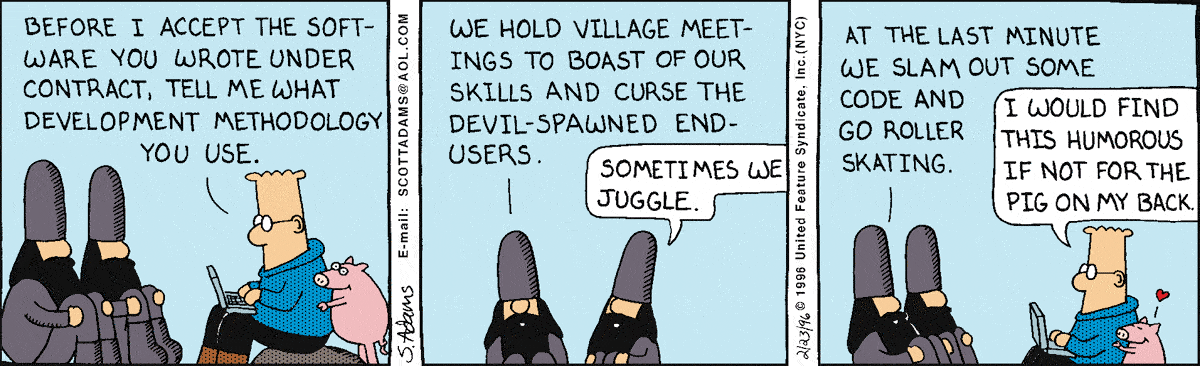 BEFORE I ACCEPT THE SOFT-
WARE YOU WROTE UNDER
CONTRACT, TELL ME WHAT
DEVELOPMENT METHODOLOGY
YOU USE.
S. Adams
E-mail: SCOTTADAMS@AOL.COM
WE HOLD VILLAGE MEET-
INGS TO BOAST OF OUR
SKILLS AND CURSE THE
DEVIL-SPAWNED END-
USERS.
SOMETIMES WE
JUGGLE.
2/23/96 © 1996 United Feature Syndicate, Inc.(NYC)
AT THE LAST MINUTE
WE SLAM OUT SOME
CODE AND
GO ROLLER
SKATING.
I WOULD FIND
THIS HUMOROUS
IF NOT FOR THE
PIG ON MY BACK.